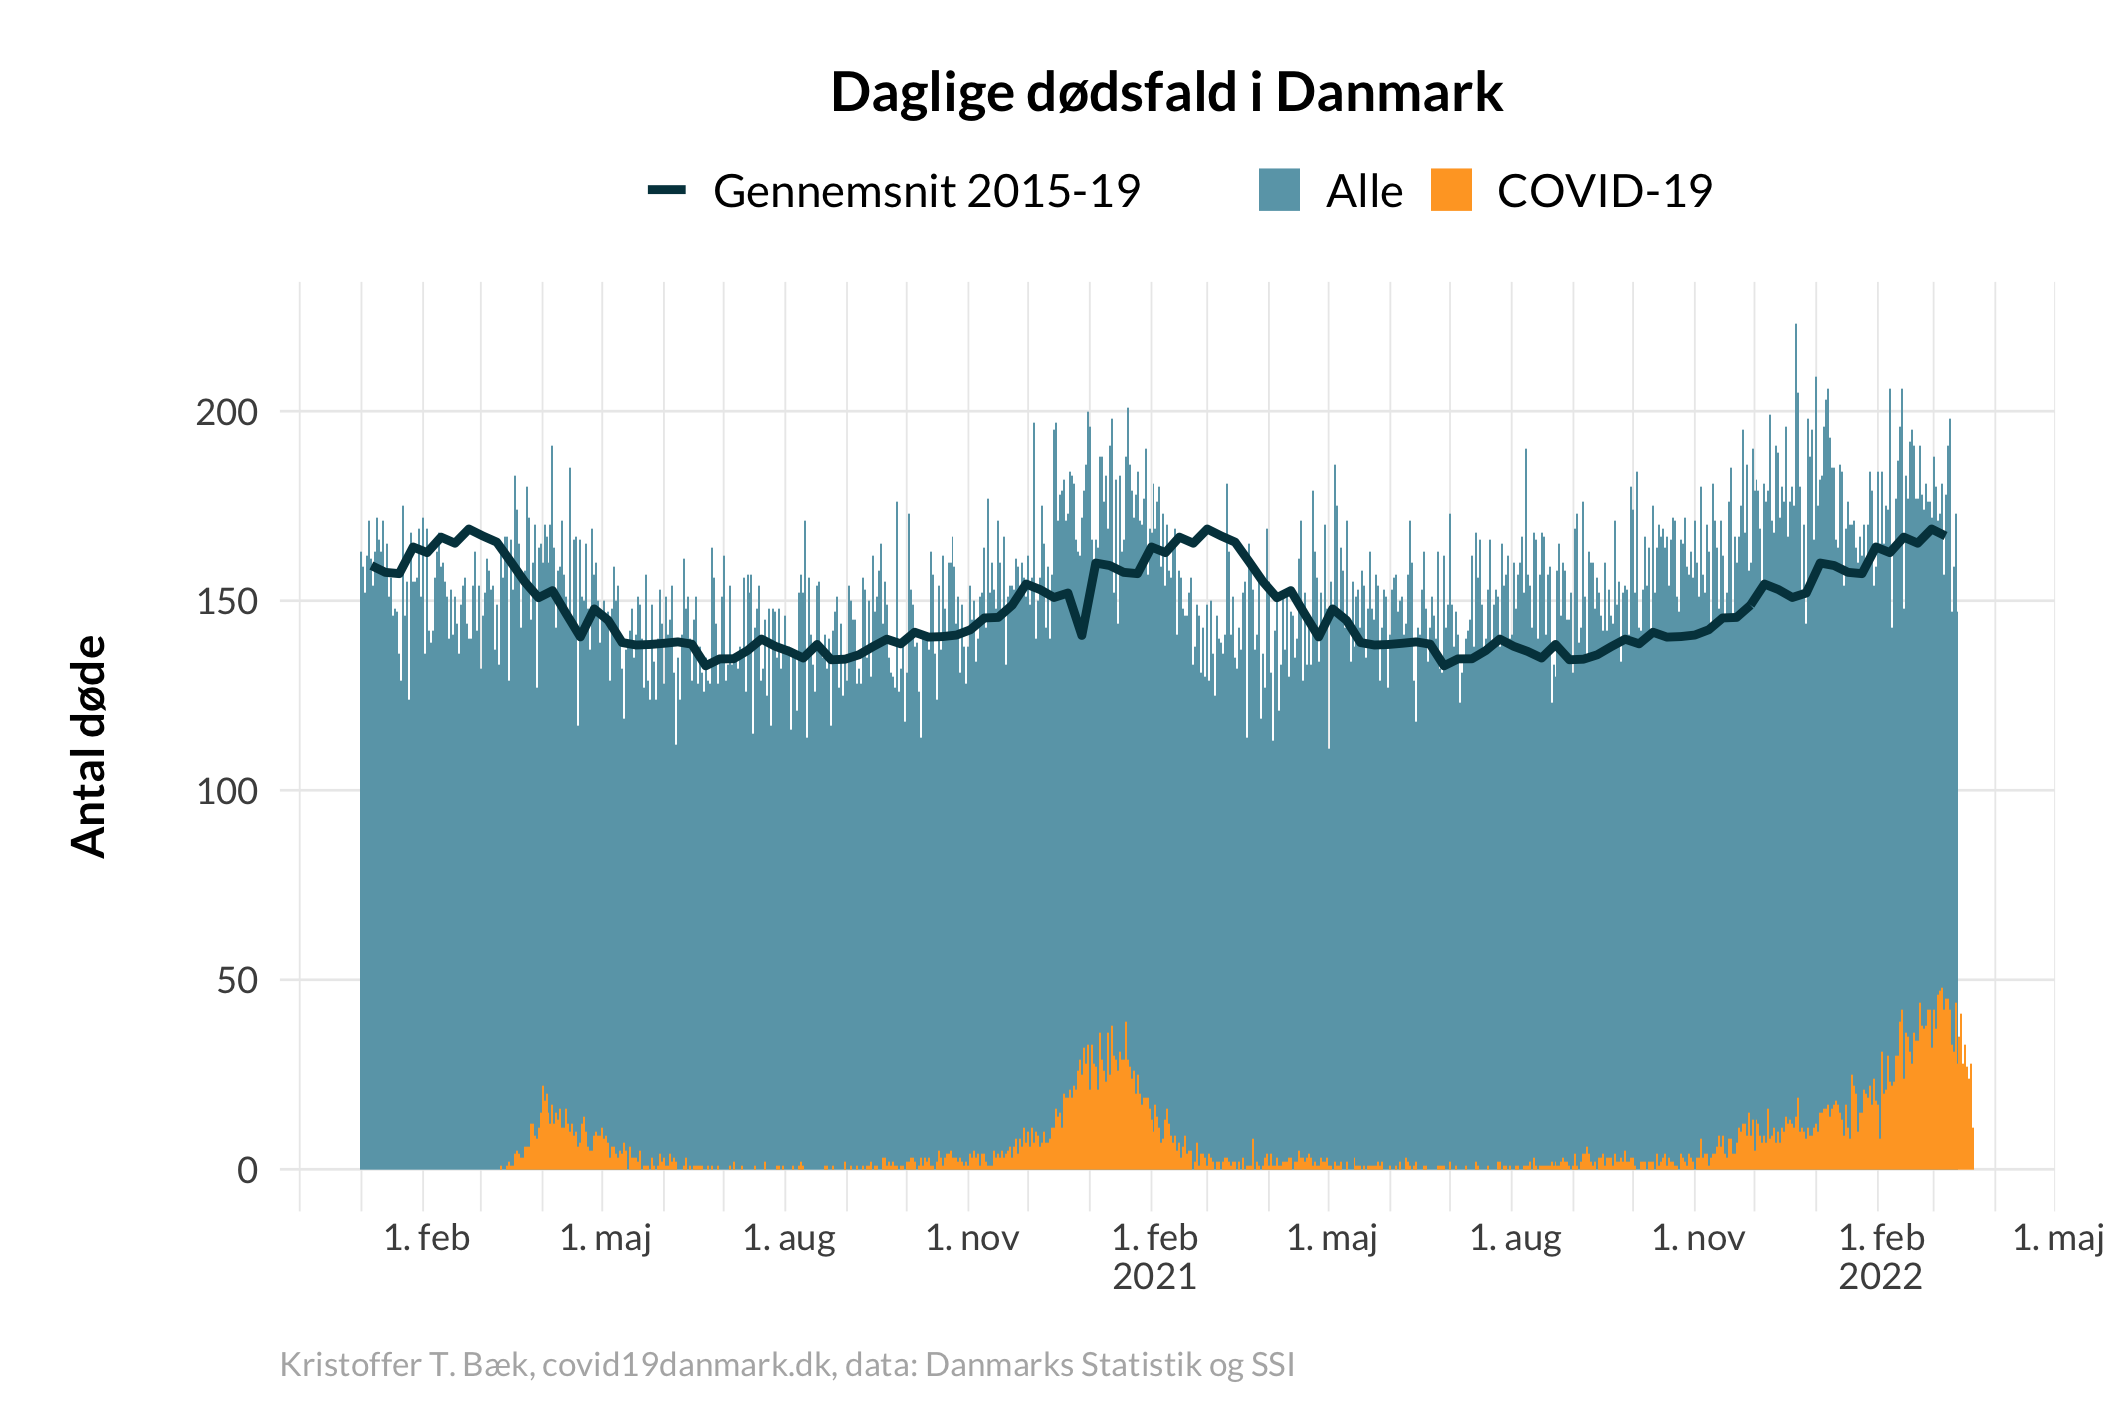 Daglige dødsfald i Danmark
Gennemsnit 2015-19 Alle COVID-19
Antal døde
200
150
100
50
0
1. feb 1. maj 1. aug 1. nov 1. feb 1. maj 1. aug 1. nov 1. feb 1. maj
2021 2022
Kristoffer T. Bæk, covid19danmark.dk, data: Danmarks Statistik og SSI